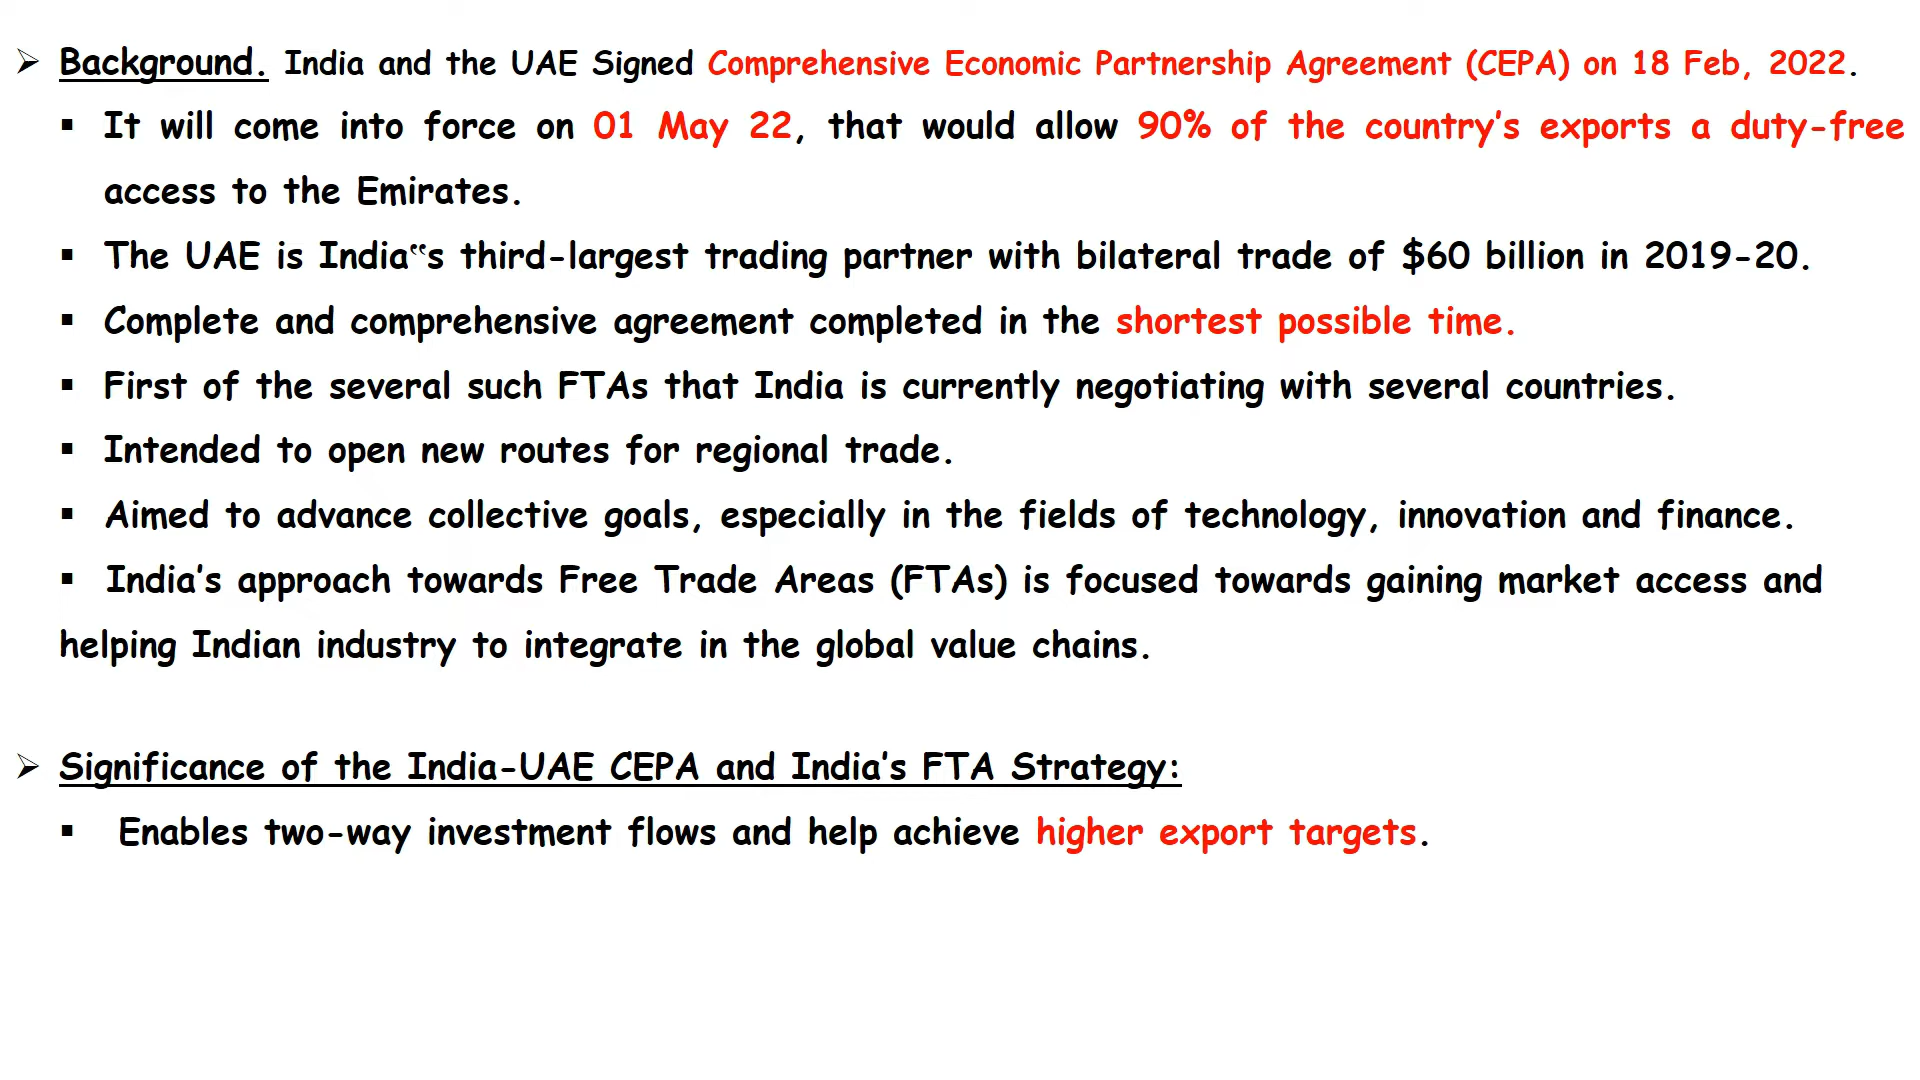 ➢ Background. India and the UAE Signed Comprehensive Economic Partnership Agreement (CEPA) on 18 Feb, 2022.
▪ It will come into force on 01 May 22, that would allow 90% of the country's exports a duty-free
access to the Emirates.
▪ The UAE is India‟s third-largest trading partner with bilateral trade of $60 billion in 2019-20.
▪ Complete and comprehensive agreement completed in the shortest possible time.
▪ First of the several such FTAs that India is currently negotiating with several countries.
▪ Intended to open new routes for regional trade.
▪ Aimed to advance collective goals, especially in the fields of technology, innovation and finance.
▪ India's approach towards Free Trade Areas (FTAs) is focused towards gaining market access and
helping Indian industry to integrate in the global value chains.
➢ Significance of the India-UAE CEPA and India's FTA Strategy:
▪ Enables two-way investment flows and help achieve higher export targets.